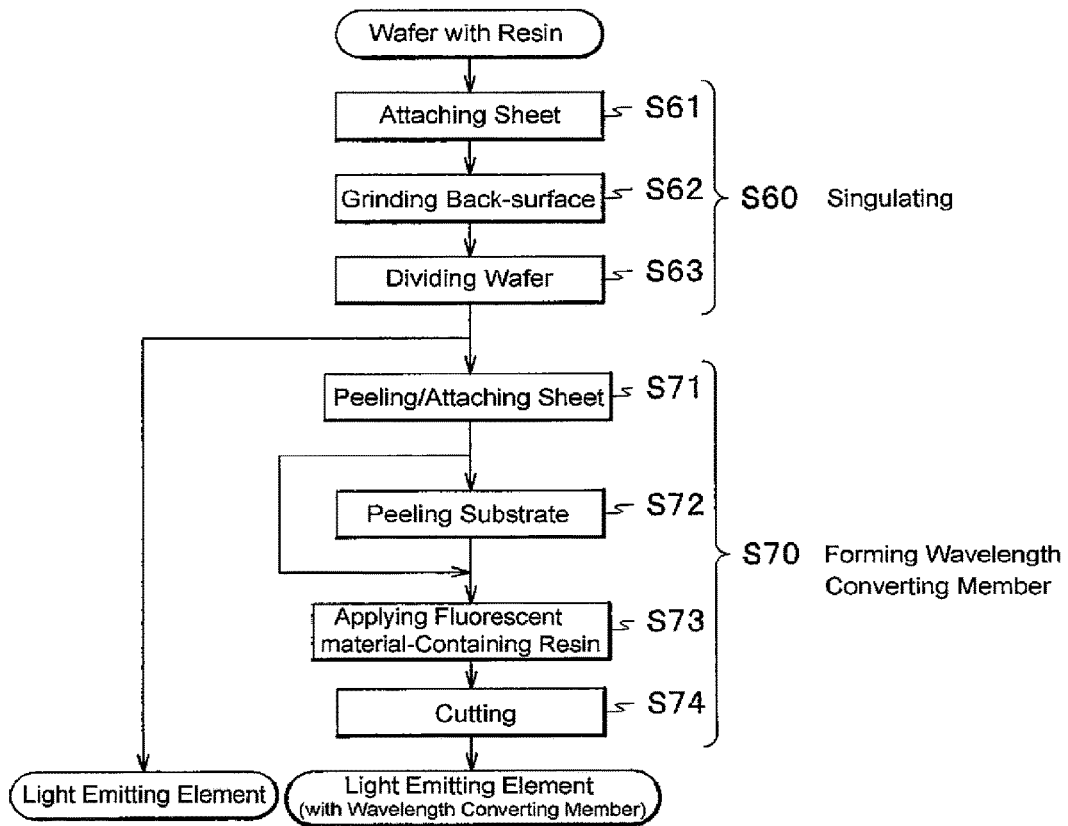 Wafer with Resin
Attaching Sheet
S61
Grinding Back-surface
S62
S60 Singulating
Dividing Wafer
S63
Peeling/Attaching Sheet
S71
Peeling Substrate
S72
S70 Forming Wavelength
Converting Member
Applying Fluorescent
material-Containing Resin
S73
Cutting
S74
Light Emitting Element
Light Emitting Element
(with Wavelength Converting Member)